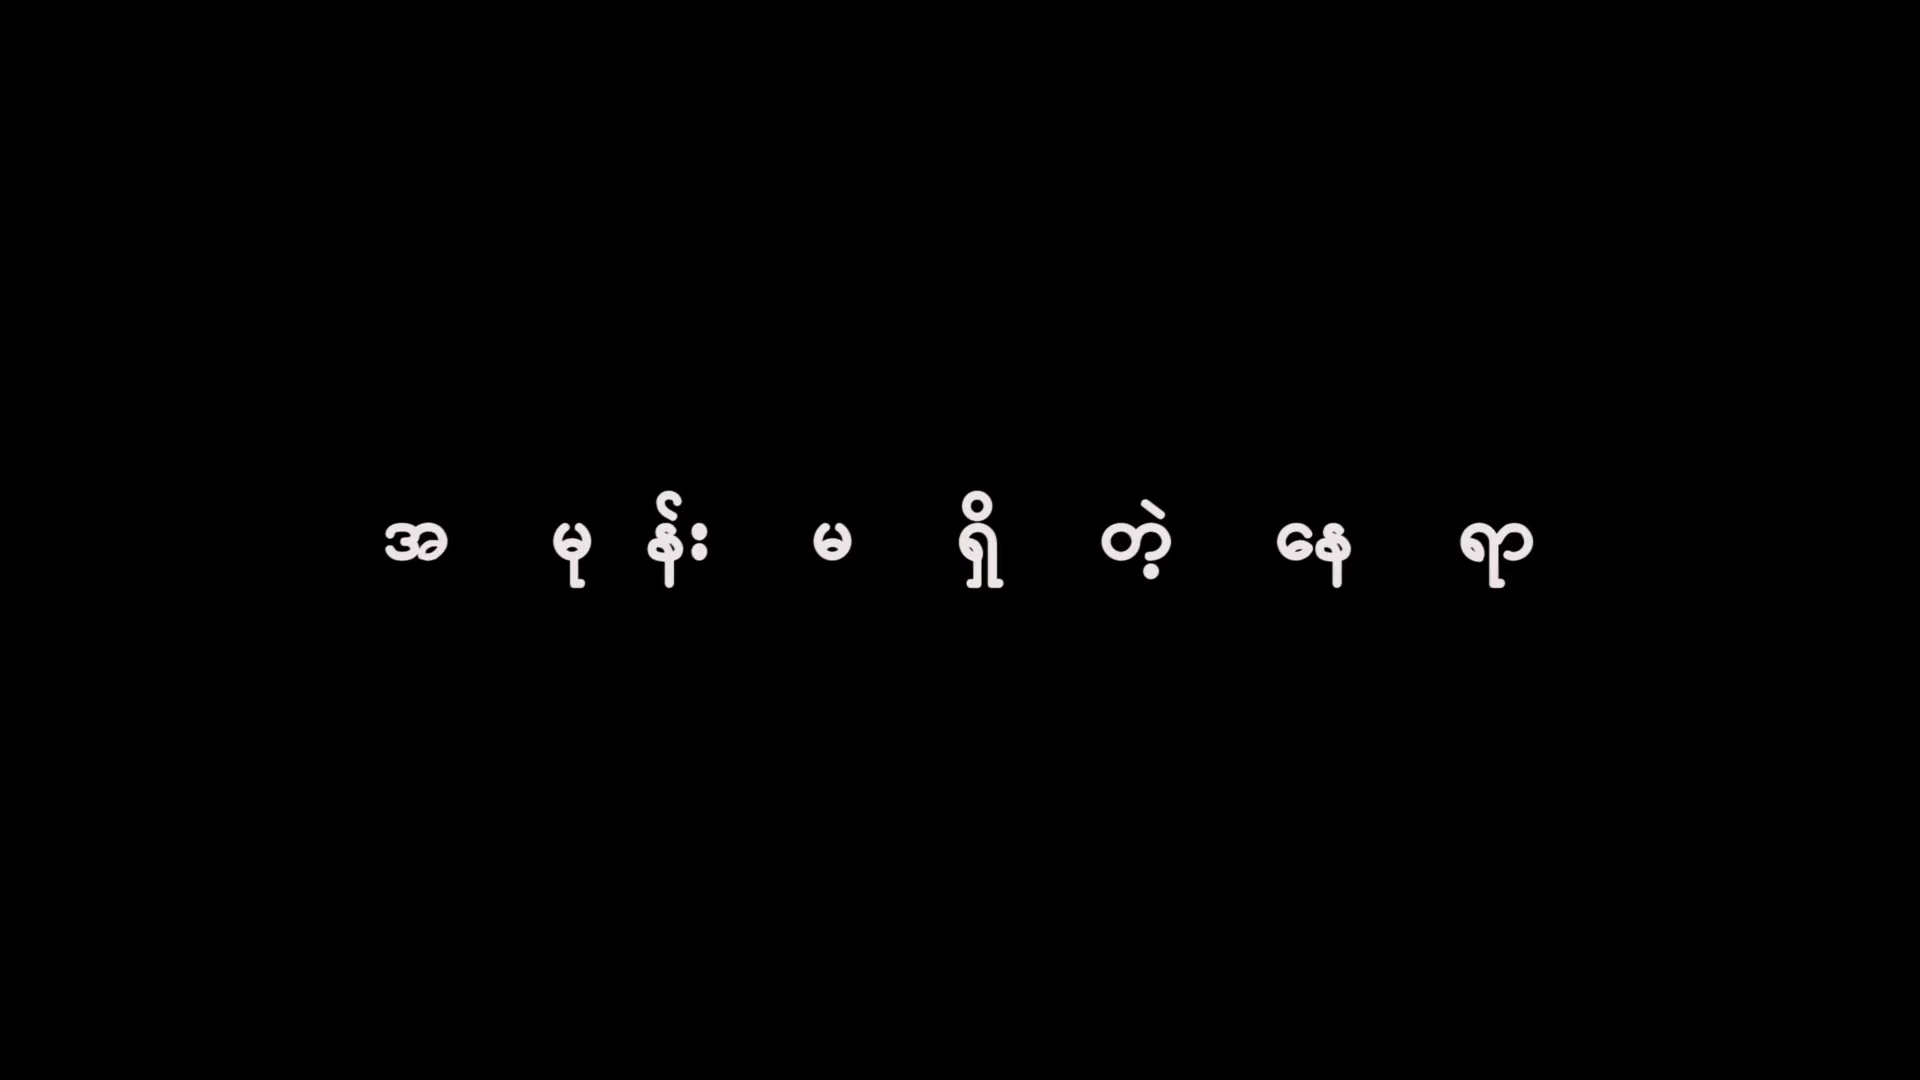 အ မုန်း မ ရှိ တဲ့ နေ ရာ